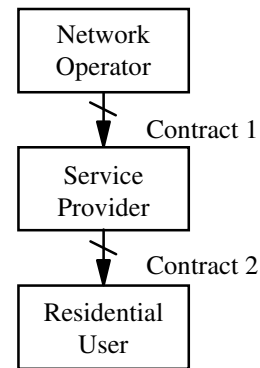 Network
Operator
Contract 1
Service
Provider
Contract 2
Residential
User